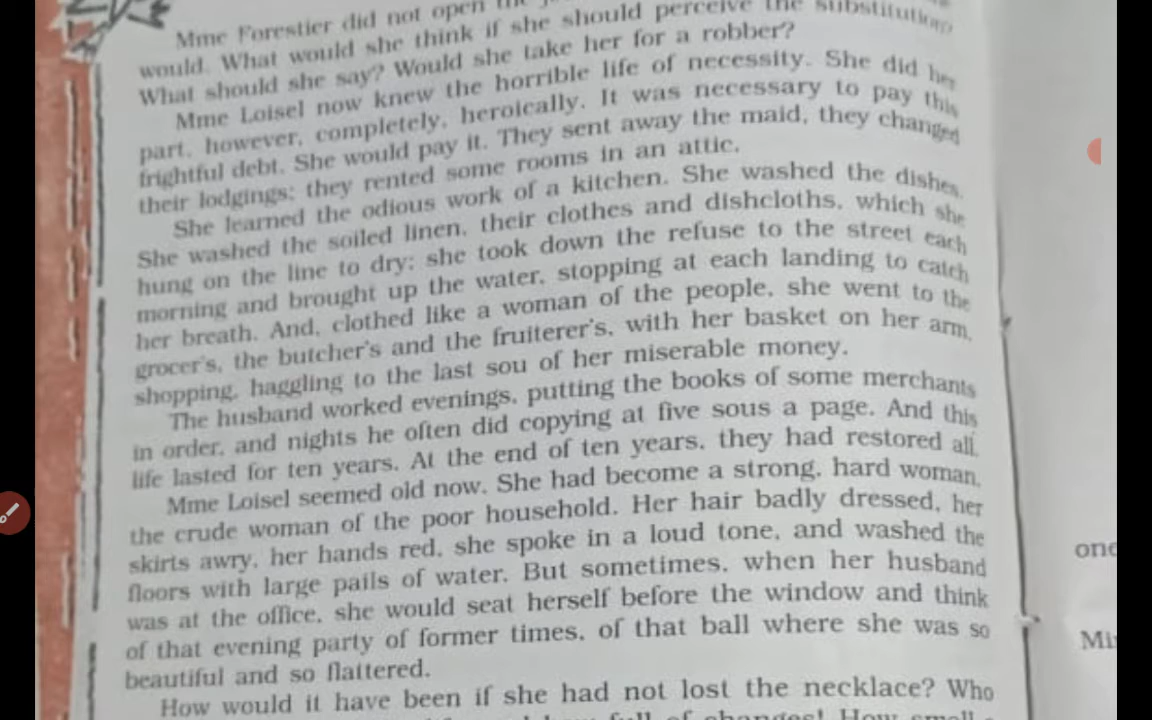 Mme Forestier did not open
would. What would she think if she should perceive the substitution?
What should she say? Would she take her for a robber?
Mme Loisel now knew the horrible life of necessity. She did her
part, however, completely, heroically. It was necessary to pay this
frightful debt. She would pay it. They sent away the maid, they changed
their lodgings; they rented some rooms in an attic.
She learned the odious work of a kitchen. She washed the dishes.
She washed the soiled linen, their clothes and dishcloths, which she
hung on the line to dry; she took down the refuse to the street each
morning and brought up the water, stopping at each landing to catch
her breath. And, clothed like a woman of the people, she went to the
grocer's, the butcher's and the fruiterer's, with her basket on her arm,
shopping, haggling to the last sou of her miserable money.
The husband worked evenings, putting the books of some merchants
in order, and nights he often did copying at five sous a page. And this
life lasted for ten years. At the end of ten years, they had restored all.
Mme Loisel seemed old now. She had become a strong, hard woman,
the crude woman of the poor household. Her hair badly dressed, her
skirts awry, her hands red, she spoke in a loud tone, and washed the
floors with large pails of water. But sometimes, when her husband
was at the office, she would seat herself before the window and think
of that evening party of former times, of that ball where she was so
beautiful and so flattered.
How would it have been if she had not lost the necklace? Who
full of changes! How small
one